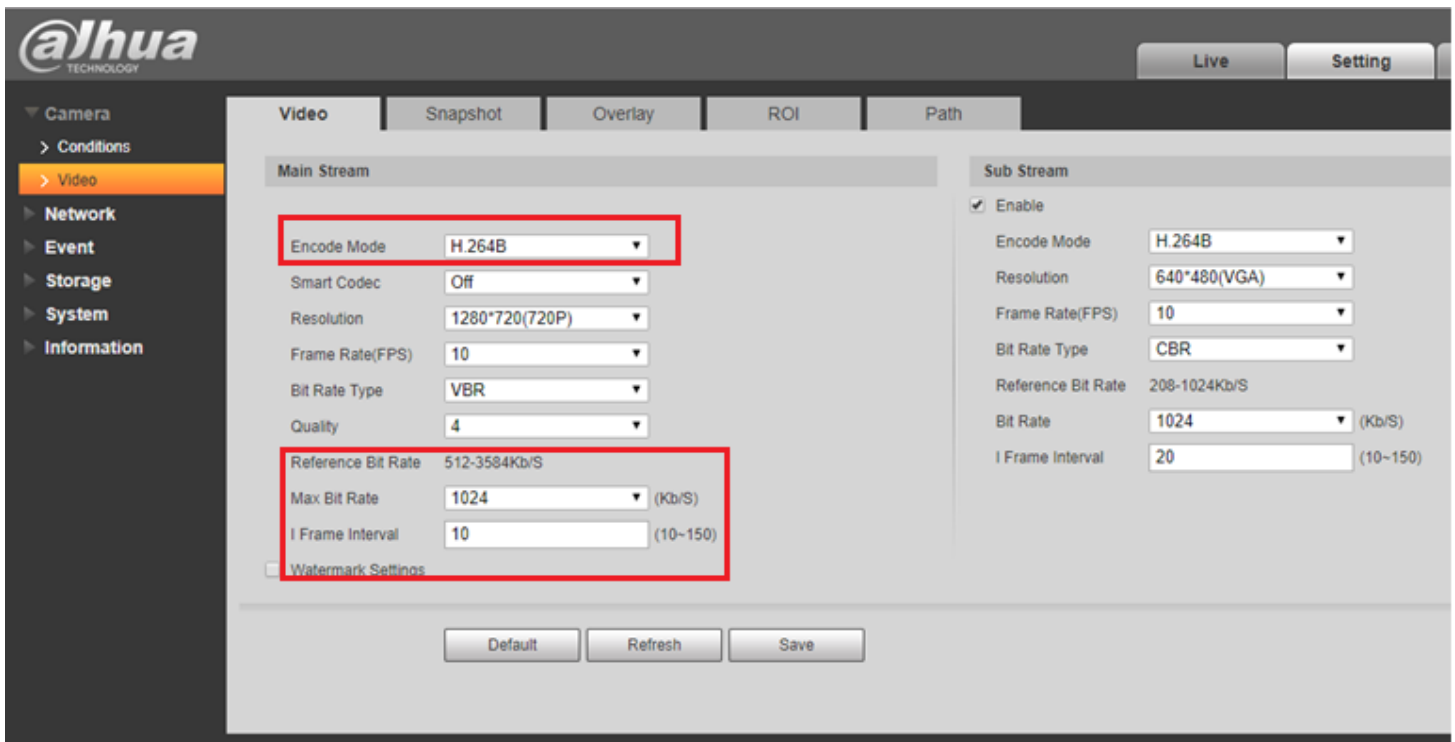 alhua
TECHNOLOGY
Live Setting
Camera
Conditions
Video
Network
Event
Storage
System
Information
Video Snapshot Overlay ROI Path
Main Stream
Encode Mode H.264B
Smart Codec Off
Resolution 1280*720(720P)
Frame Rate(FPS) 10
Bit Rate Type VBR
Quality 4
Reference Bit Rate 512-3584Kb/S
Max Bit Rate 1024 (Kb/S)
I Frame Interval 10 (10~150)
Watermark Settings
Default Refresh Save
Sub Stream
Enable
Encode Mode H.264B
Resolution 640*480(VGA)
Frame Rate(FPS) 10
Bit Rate Type CBR
Reference Bit Rate 208-1024Kb/S
Bit Rate 1024 (Kb/S)
I Frame Interval 20 (10~150)